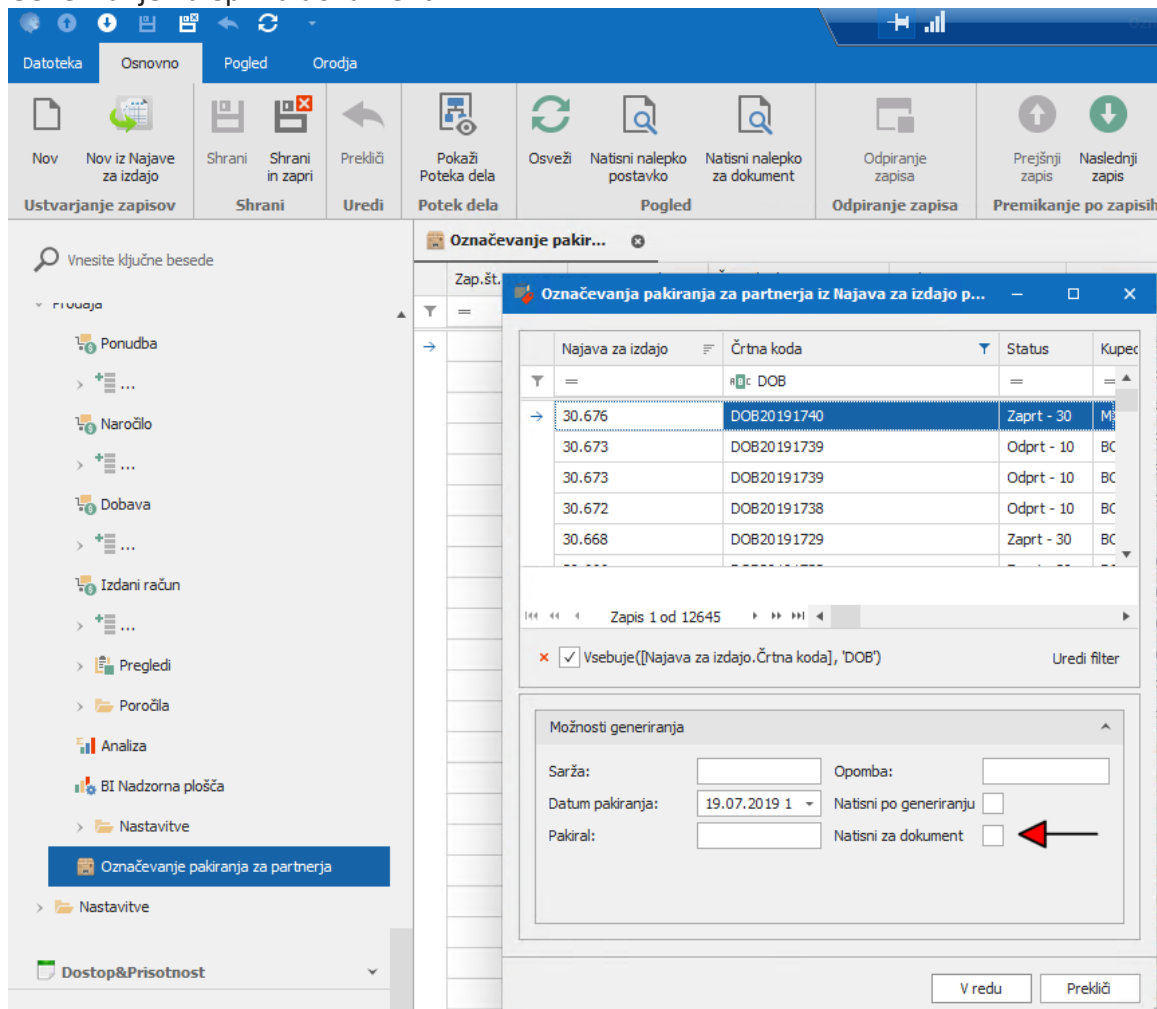 Datoteka Osnovno Pogled Orodja
Nov Nov iz Najave za izdajo Shrani Shrani in zapri Prekliči Pokaži Poteka dela Osveži Natisni nalepko postavko Natisni nalepko za dokument Odpiranje zapisa Prejšnji zapis Naslednji zapis
Ustvarjanje zapisov Shrani Uredi Potek dela Pogled Odpiranje zapisa Premikanje po zapisih
Vnesite ključne besede
Prodaja
Ponudba
...
Naročilo
...
Dobava
...
Izdani račun
...
Pregledi
Poročila
Analiza
BI Nadzorna plošča
Nastavitve
Označevanje pakiranja za partnerja
Nastavitve
Dostop&Prisotnost
Označevanje pakir...
Zap.št.
=
Označevanja pakiranja za partnerja iz Najava za izdajo p...
Najava za izdajo Črtna koda Status Kupec
= DOB = =
30.676 DOB20191740 Zaprt - 30
30.673 DOB20191739 Odprt - 10 BC
30.673 DOB20191739 Odprt - 10 BC
30.672 DOB20191738 Odprt - 10 BC
30.668 DOB20191729 Zaprt - 30 BC
Zapis 1 od 12645
Vsebuje([Najava za izdajo.Črtna koda], 'DOB') Uredi filter
Možnosti generiranja
Sarža: Opomba:
Datum pakiranja: 19.07.2019 1 Natisni po generiranju
Pakiral: Natisni za dokument
V redu Prekliči